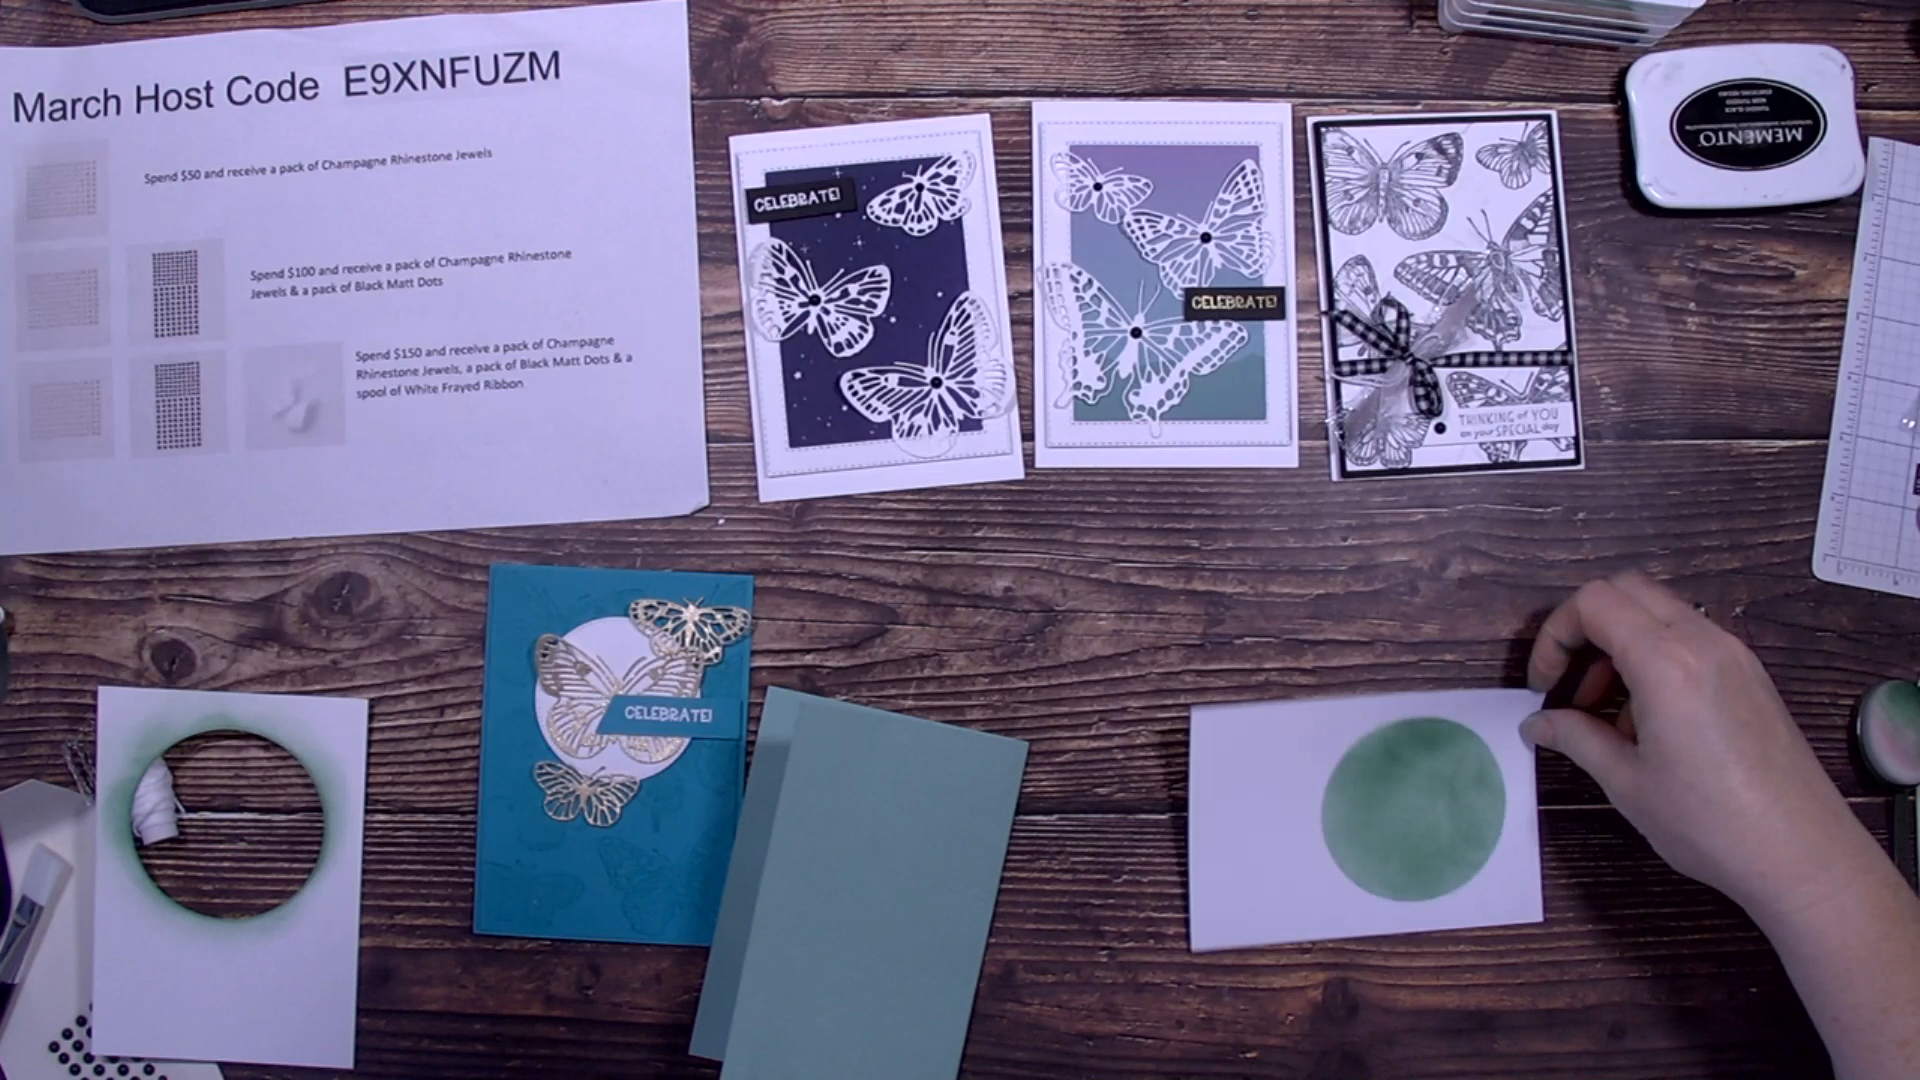 March Host Code E9XNFUZM
Spend $50 and receive a pack of Champagne Rhinestone Jewels
Spend $100 and receive a pack of Champagne Rhinestone
Jewels & a pack of Black Matt Dots
Spend $150 and receive a pack of Champagne
Rhinestone Jewels, a pack of Black Matt Dots & a
spool of White Frayed Ribbon
CELEBRATE!
CELEBRATE!
THINKING of YOU
on your SPECIAL day
MEMENTO
TUXEDO BLACK
CELEBRATE!